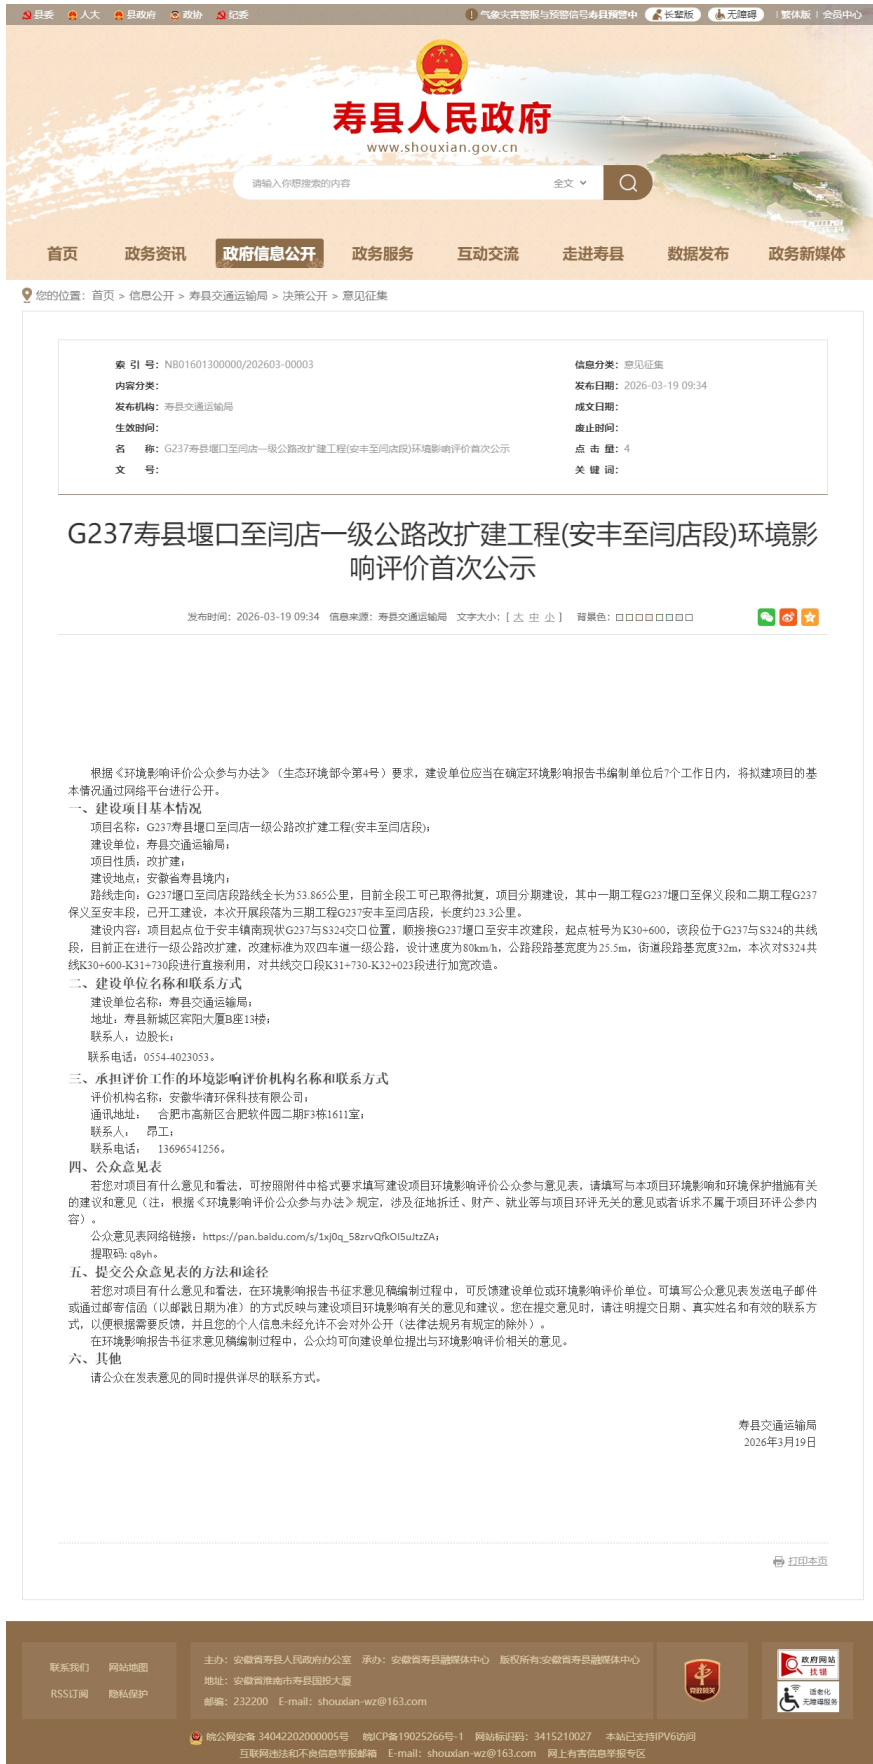 县委 人大 县政府 政协 纪委 气象灾害警报与预警信号寿县预警中 长辈版 无障碍 | 繁体版 | 会员中心
寿县人民政府
www.shouxian.gov.cn
请输入你想搜索的内容 全文
首页 政务资讯 政府信息公开 政务服务 互动交流 走进寿县 数据发布 政务新媒体
您的位置：首页 > 信息公开 > 寿县交通运输局 > 决策公开 > 意见征集
索 引 号：NB01601300000/202603-00003 信息分类：意见征集
内容分类： 发布日期：2026-03-19 09:34
发布机构：寿县交通运输局 成文日期：
生效时间： 废止时间：
名 称：G237寿县堰口至闫店一级公路改扩建工程(安丰至闫店段)环境影响评价首次公示 点 击 量：4
文 号： 关 键 词：
G237寿县堰口至闫店一级公路改扩建工程(安丰至闫店段)环境影
响评价首次公示
发布时间：2026-03-19 09:34 信息来源：寿县交通运输局 文字大小：[ 大 中 小 ] 背景色：
根据《环境影响评价公众参与办法》（生态环境部令第4号）要求，建设单位应当在确定环境影响报告书编制单位后7个工作日内，将拟建项目的基
本情况通过网络平台进行公开。
一、建设项目基本情况
项目名称：G237寿县堰口至闫店一级公路改扩建工程(安丰至闫店段)；
建设单位：寿县交通运输局；
项目性质：改扩建；
建设地点：安徽省寿县境内；
路线走向：G237堰口至闫店段路线全长为53.865公里，目前全段工可已取得批复，项目分期建设，其中一期工程G237堰口至保义段和二期工程G237
保义至安丰段，已开工建设，本次开展段落为三期工程G237安丰至闫店段，长度约23.3公里。
建设内容：项目起点位于安丰镇南现状G237与S324交口位置，顺接接G237堰口至安丰改建段，起点桩号为K30+600，该段位于G237与S324的共线
段，目前正在进行一级公路改扩建，改建标准为双四车道一级公路，设计速度为80km/h，公路段路基宽度为25.5m，街道段路基宽度32m，本次对S324共
线K30+600-K31+730段进行直接利用，对共线交口段K31+730-K32+023段进行加宽改造。
二、建设单位名称和联系方式
建设单位名称：寿县交通运输局；
地址：寿县新城区宾阳大厦B座13楼；
联系人：边股长；
联系电话：0554-4023053。
三、承担评价工作的环境影响评价机构名称和联系方式
评价机构名称：安徽华清环保科技有限公司；
通讯地址： 合肥市高新区合肥软件园二期F3栋1611室；
联系人： 昂工；
联系电话： 13696541256。
四、公众意见表
若您对项目有什么意见和看法，可按照附件中格式要求填写建设项目环境影响评价公众参与意见表，请填写与本项目环境影响和环境保护措施有关
的建议和意见（注：根据《环境影响评价公众参与办法》规定，涉及征地拆迁、财产、就业等与项目环评无关的意见或者诉求不属于项目环评公参内
容）。
公众意见表网络链接：https://pan.baidu.com/s/1xj0q_58zrvQfkOI5uJtzZA；
提取码: q8yh。
五、提交公众意见表的方法和途径
若您对项目有什么意见和看法，在环境影响报告书征求意见稿编制过程中，可反馈建设单位或环境影响评价单位。可填写公众意见表发送电子邮件
或通过邮寄信函（以邮戳日期为准）的方式反映与建设项目环境影响有关的意见和建议。您在提交意见时，请注明提交日期、真实姓名和有效的联系方
式，以便根据需要反馈，并且您的个人信息未经允许不会对外公开（法律法规另有规定的除外）。
在环境影响报告书征求意见稿编制过程中，公众均可向建设单位提出与环境影响评价相关的意见。
六、其他
请公众在发表意见的同时提供详尽的联系方式。
寿县交通运输局
2026年3月19日
打印本页
联系我们 网站地图
RSS订阅 隐私保护
主办：安徽省寿县人民政府办公室 承办：安徽省寿县融媒体中心 版权所有:安徽省寿县融媒体中心
地址：安徽省淮南市寿县国投大厦
邮编：232200 E-mail：shouxian-wz@163.com
党政机关
政府网站
找错
适老化
无障碍服务
皖公网安备 34042202000005号 皖ICP备19025266号-1 网站标识码：3415210027 本站已支持IPV6访问
互联网违法和不良信息举报邮箱 E-mail：shouxian-wz@163.com 网上有害信息举报专区